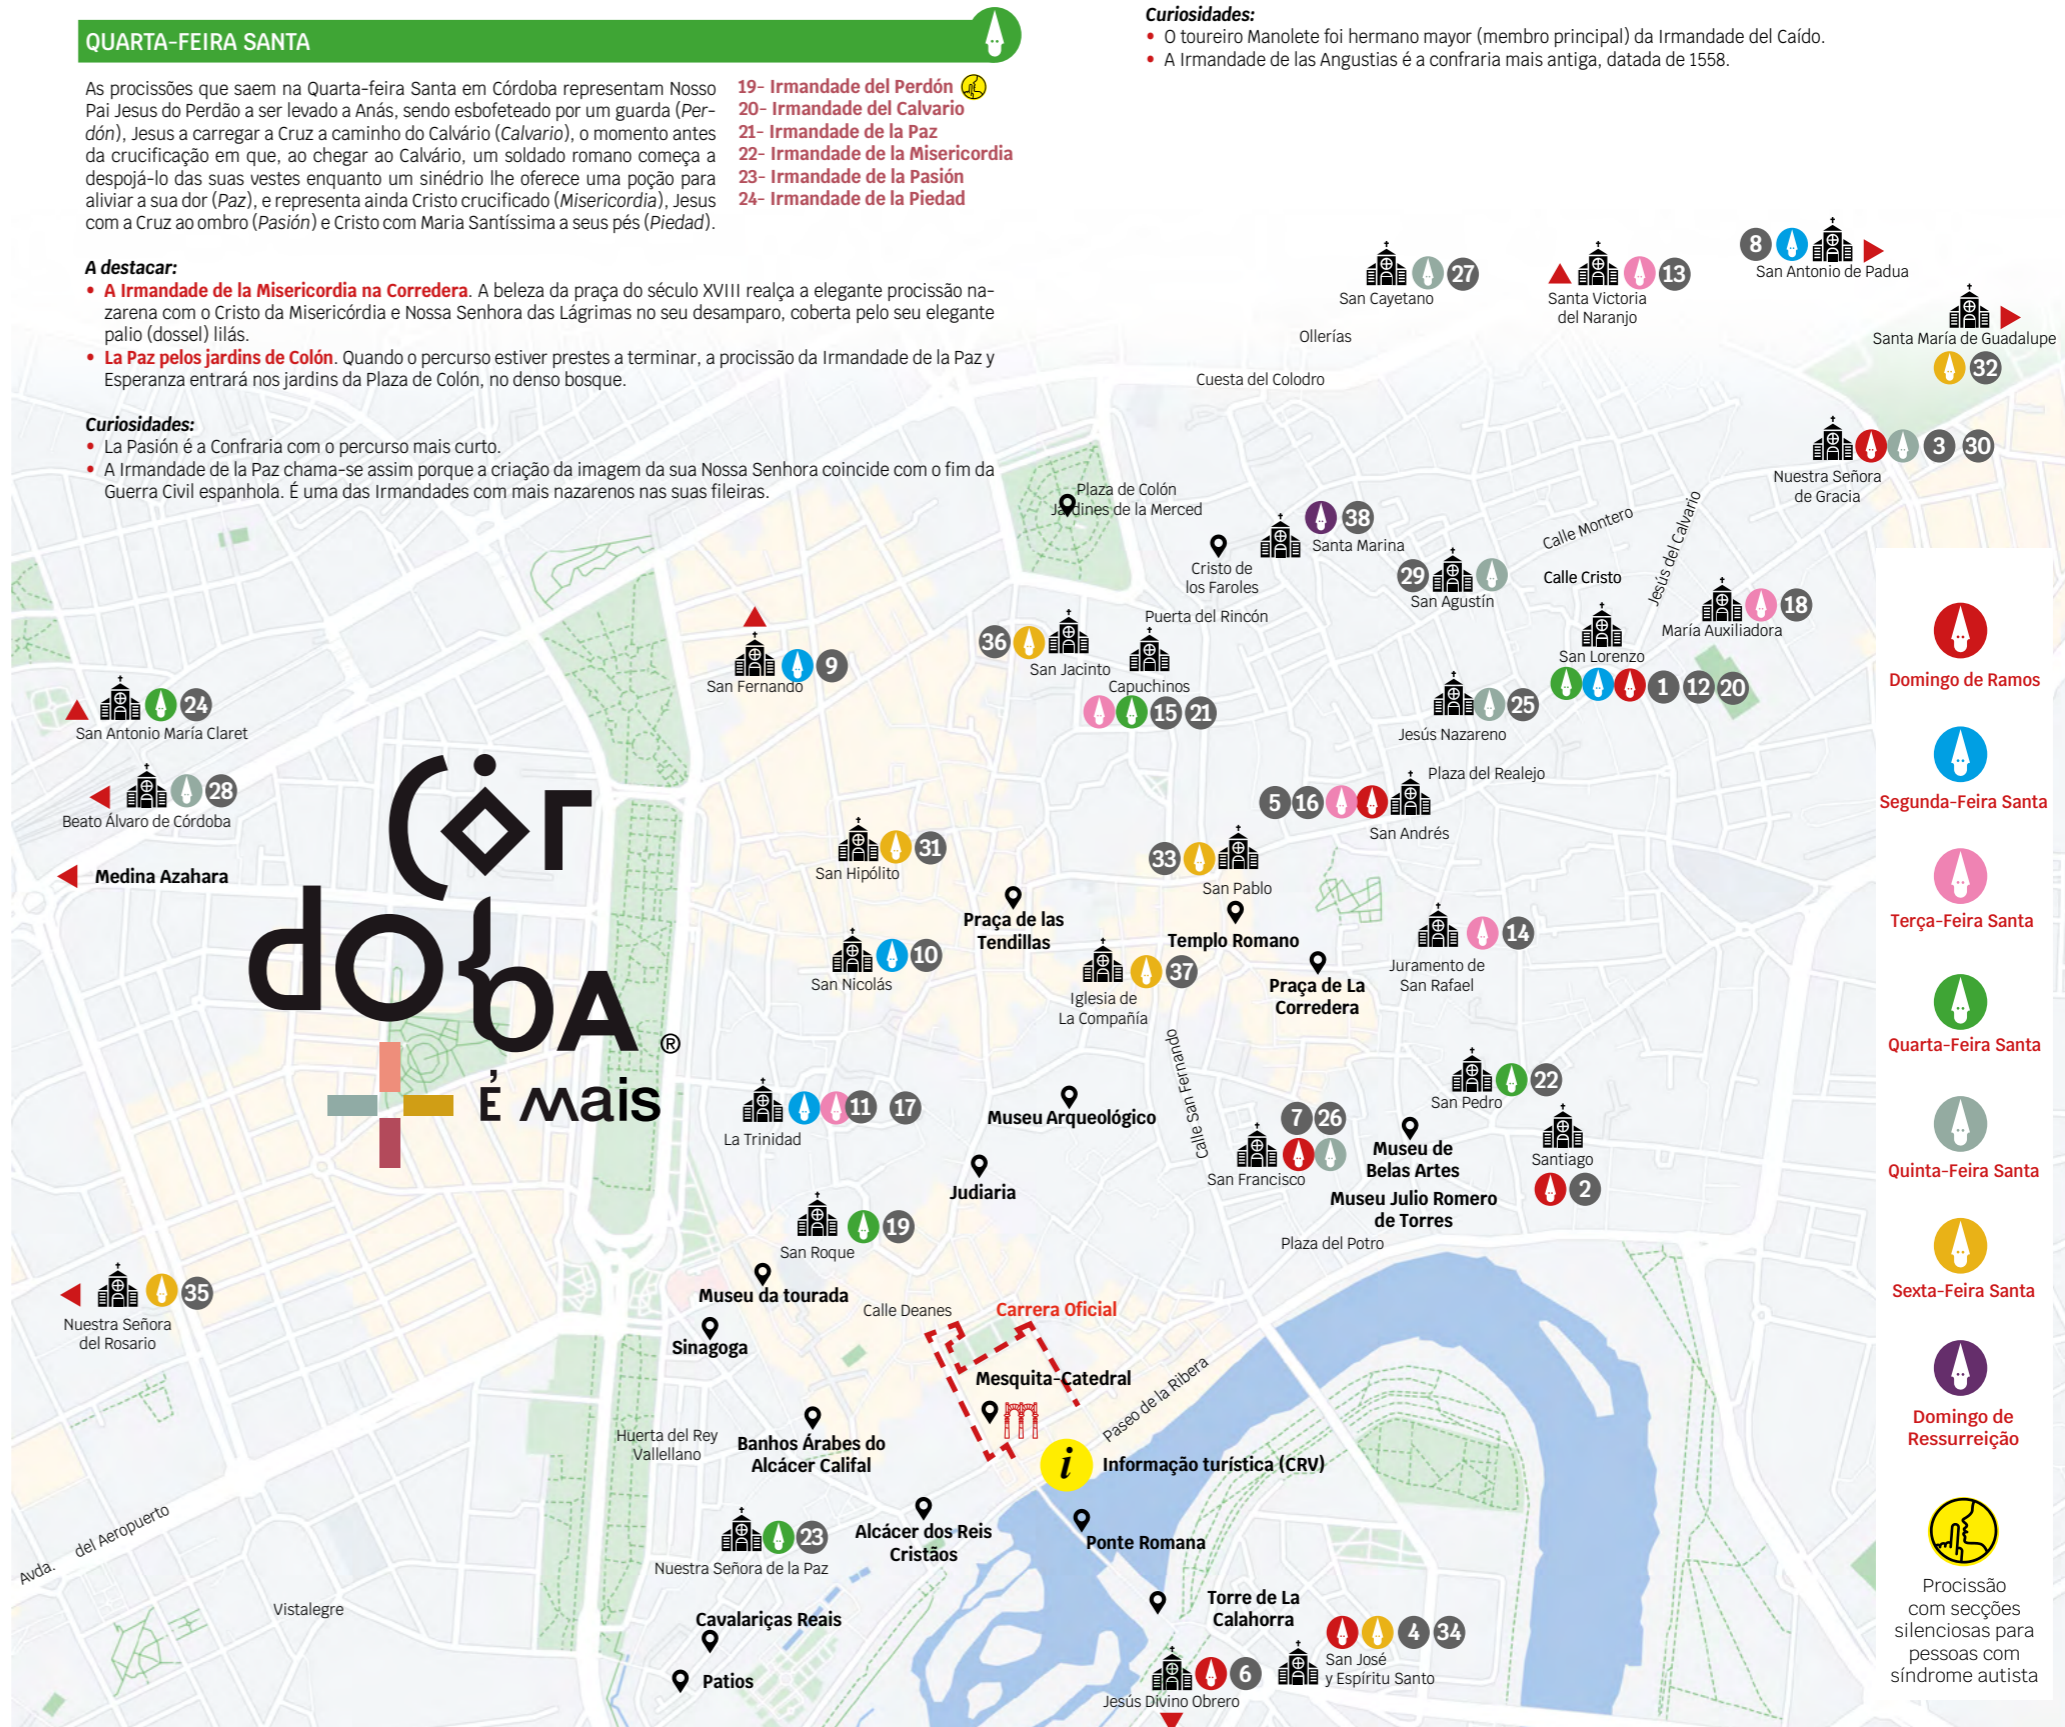 QUARTA-FEIRA SANTA
As procissões que saem na Quarta-feira Santa em Córdoba representam Nosso
Pai Jesus do Perdão a ser levado a Anás, sendo esbofeteado por um guarda (Per-
dón), Jesus a carregar a Cruz a caminho do Calvário (Calvario), o momento antes
da crucificação em que, ao chegar ao Calvário, um soldado romano começa a
despojá-lo das suas vestes enquanto um sinédrio lhe oferece uma poção para
aliviar a sua dor (Paz), e representa ainda Cristo crucificado (Misericordia), Jesus
com a Cruz ao ombro (Pasión) e Cristo com Maria Santíssima a seus pés (Piedad).
19- Irmandade del Perdón
20- Irmandade del Calvario
21- Irmandade de la Paz
22- Irmandade de la Misericordia
23- Irmandade de la Pasión
24- Irmandade de la Piedad
A destacar:
• A Irmandade de la Misericordia na Corredera. A beleza da praça do século XVIII realça a elegante procissão na-
zarena com o Cristo da Misericórdia e Nossa Senhora das Lágrimas no seu desamparo, coberta pelo seu elegante
palio (dossel) lilás.
• La Paz pelos jardins de Colón. Quando o percurso estiver prestes a terminar, a procissão da Irmandade de la Paz y
Esperanza entrará nos jardins da Plaza de Colón, no denso bosque.
Curiosidades:
• La Pasión é a Confraria com o percurso mais curto.
• A Irmandade de la Paz chama-se assim porque a criação da imagem da sua Nossa Senhora coincide com o fim da
Guerra Civil espanhola. É uma das Irmandades com mais nazarenos nas suas fileiras.
Curiosidades:
• O toureiro Manolete foi hermano mayor (membro principal) da Irmandade del Caído.
• A Irmandade de las Angustias é a confraria mais antiga, datada de 1558.
8
San Antonio de Padua
27
San Cayetano
13
Santa Victoria
del Naranjo
Santa María de Guadalupe
32
Ollerías
Cuesta del Colodro
3 30
Nuestra Señora
de Gracia
Plaza de Colón
Jardines de la Merced
38
Santa Marina
Cristo de
los Faroles
Calle Montero
Jesús del Calvario
29
San Agustín
Calle Cristo
Puerta del Rincón
18
María Auxiliadora
36
San Jacinto
Capuchinos
15 21
San Lorenzo
1 12 20
9
San Fernando
25
Jesús Nazareno
24
San Antonio María Claret
28
Beato Álvaro de Córdoba
Medina Azahara
Córdoba
®
É mais
Plaza del Realejo
5 16
San Andrés
31
San Hipólito
33
San Pablo
Praça de las
Tendillas
Templo Romano
14
Juramento de
San Rafael
10
San Nicolás
37
Iglesia de
La Compañía
Praça de La
Corredera
Calle San Fernando
22
San Pedro
11 17
La Trinidad
Museu Arqueológico
7 26
San Francisco
Museu de
Belas Artes
Santiago
2
Judiaria
Museu Julio Romero
de Torres
19
San Roque
Plaza del Potro
35
Nuestra Señora
del Rosario
Museu da tourada
Calle Deanes
Carrera Oficial
Sinagoga
Mesquita-Catedral
Paseo de la Ribera
Huerta del Rey
Vallellano
Banhos Árabes do
Alcácer Califal
i
Informação turística (CRV)
23
Nuestra Señora de la Paz
Alcácer dos Reis
Cristãos
Ponte Romana
Avda. del Aeropuerto
Vistalegre
Cavalariças Reais
Patios
Torre de La
Calahorra
4 34
San José
y Espíritu Santo
6
Jesús Divino Obrero
Domingo de Ramos
Segunda-Feira Santa
Terça-Feira Santa
Quarta-Feira Santa
Quinta-Feira Santa
Sexta-Feira Santa
Domingo de
Ressurreição
Procissão
com secções
silenciosas para
pessoas com
síndrome autista